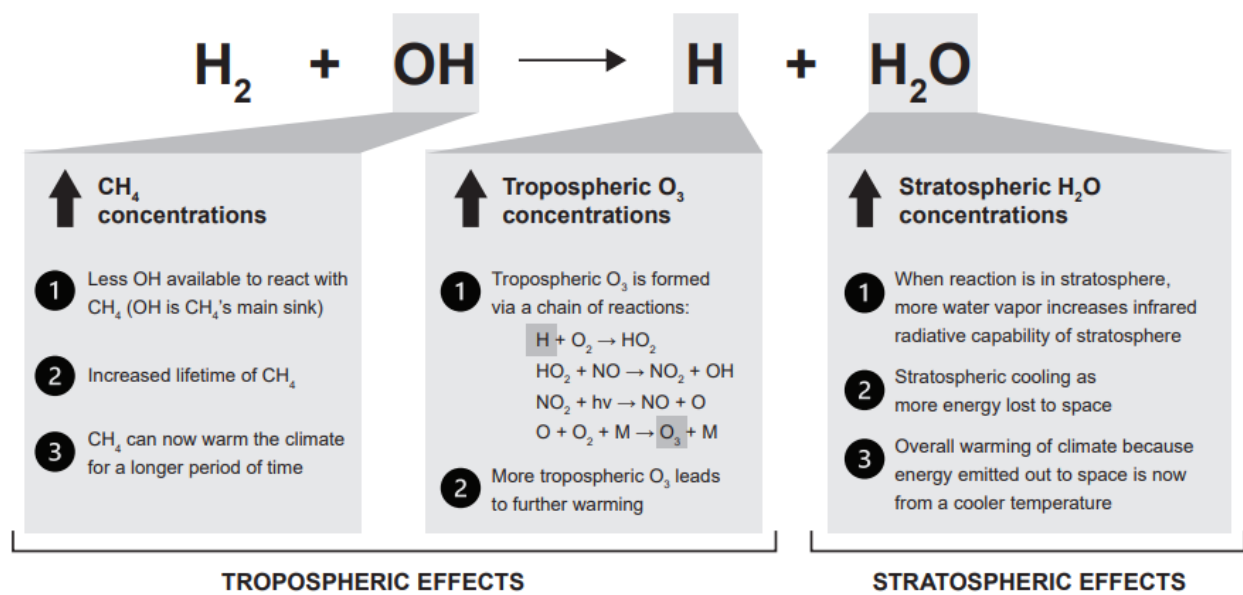 H₂ + OH → H + H₂O
CH₄
concentrations
1 Less OH available to react with
CH₄ (OH is CH₄'s main sink)
2 Increased lifetime of CH₄
3 CH₄ can now warm the climate
for a longer period of time
Tropospheric O₃
concentrations
1 Tropospheric O₃ is formed
via a chain of reactions:
H + O₂ → HO₂
HO₂ + NO → NO₂ + OH
NO₂ + hv → NO + O
O + O₂ + M → O₃ + M
2 More tropospheric O₃ leads
to further warming
Stratospheric H₂O
concentrations
1 When reaction is in stratosphere,
more water vapor increases infrared
radiative capability of stratosphere
2 Stratospheric cooling as
more energy lost to space
3 Overall warming of climate because
energy emitted out to space is now
from a cooler temperature
TROPOSPHERIC EFFECTS
STRATOSPHERIC EFFECTS